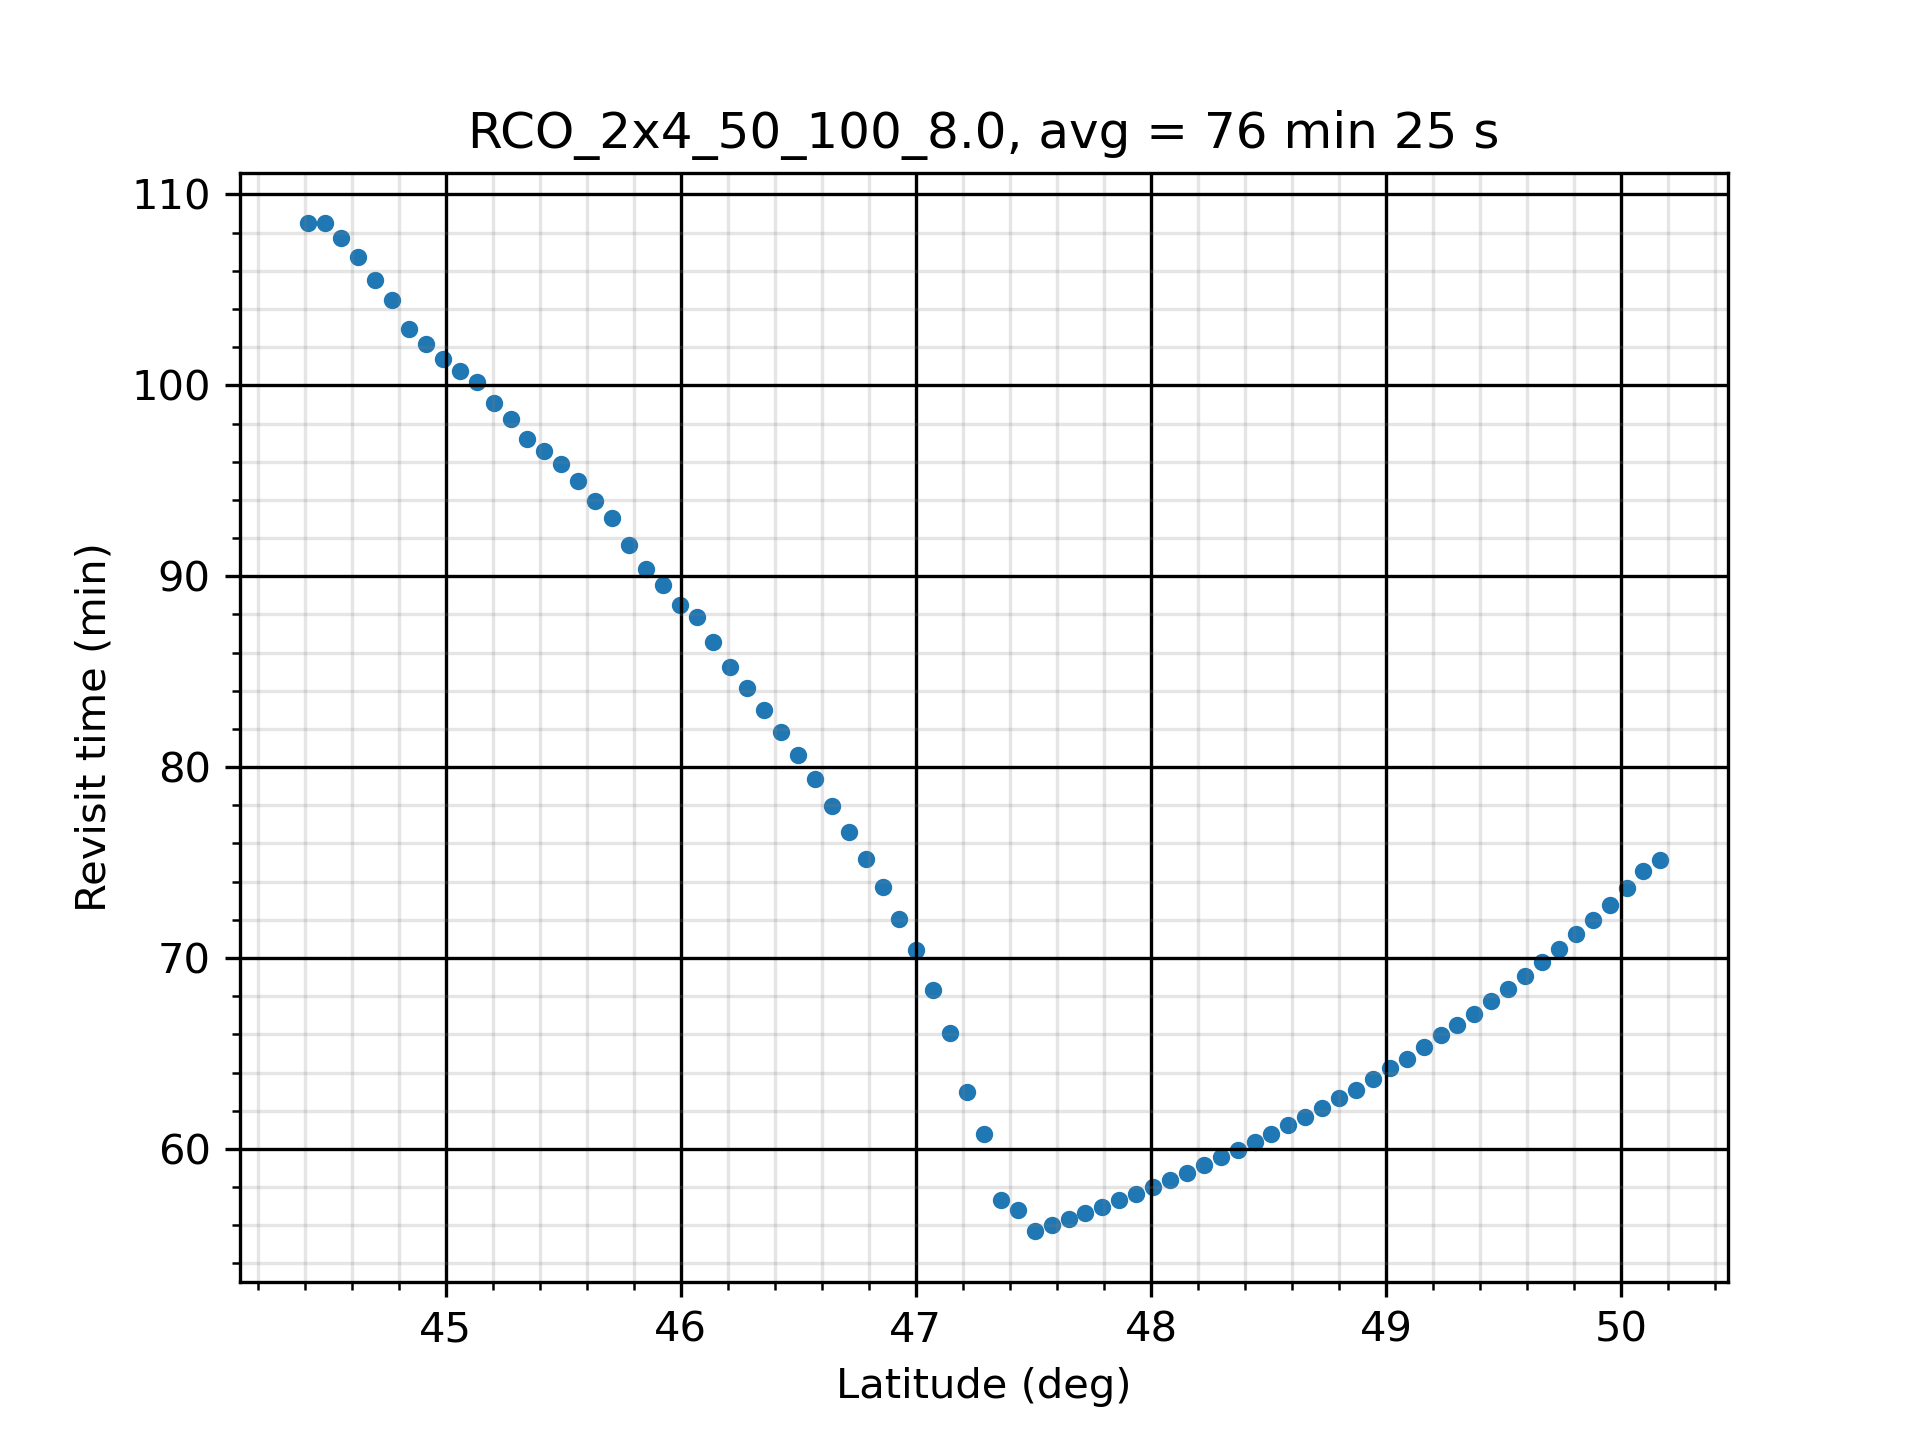 RCO_2x4_50_100_8.0, avg = 76 min 25 s
110
100
90
80
70
60
Revisit time (min)
45 46 47 48 49 50
Latitude (deg)